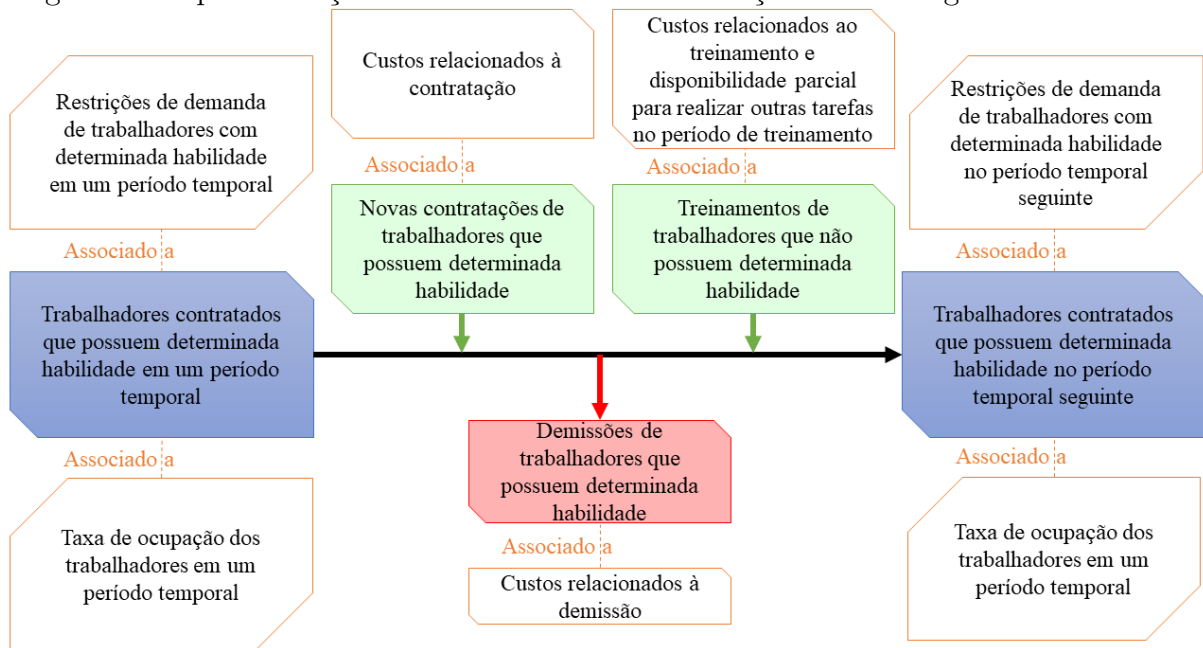 Restrições de demanda
de trabalhadores com
determinada habilidade
em um período temporal
Associado a
Trabalhadores contratados
que possuem determinada
habilidade em um período
temporal
Associado a
Taxa de ocupação dos
trabalhadores em um
período temporal
Custos relacionados à
contratação
Associado a
Novas contratações de
trabalhadores que
possuem determinada
habilidade
Custos relacionados ao
treinamento e
disponibilidade parcial
para realizar outras tarefas
no período de treinamento
Associado a
Treinamentos de
trabalhadores que não
possuem determinada
habilidade
Demissões de
trabalhadores que
possuem determinada
habilidade
Associado a
Custos relacionados à
demissão
Restrições de demanda
de trabalhadores com
determinada habilidade
no período temporal
seguinte
Associado a
Trabalhadores contratados
que possuem determinada
habilidade no período
temporal seguinte
Associado a
Taxa de ocupação dos
trabalhadores em um
período temporal